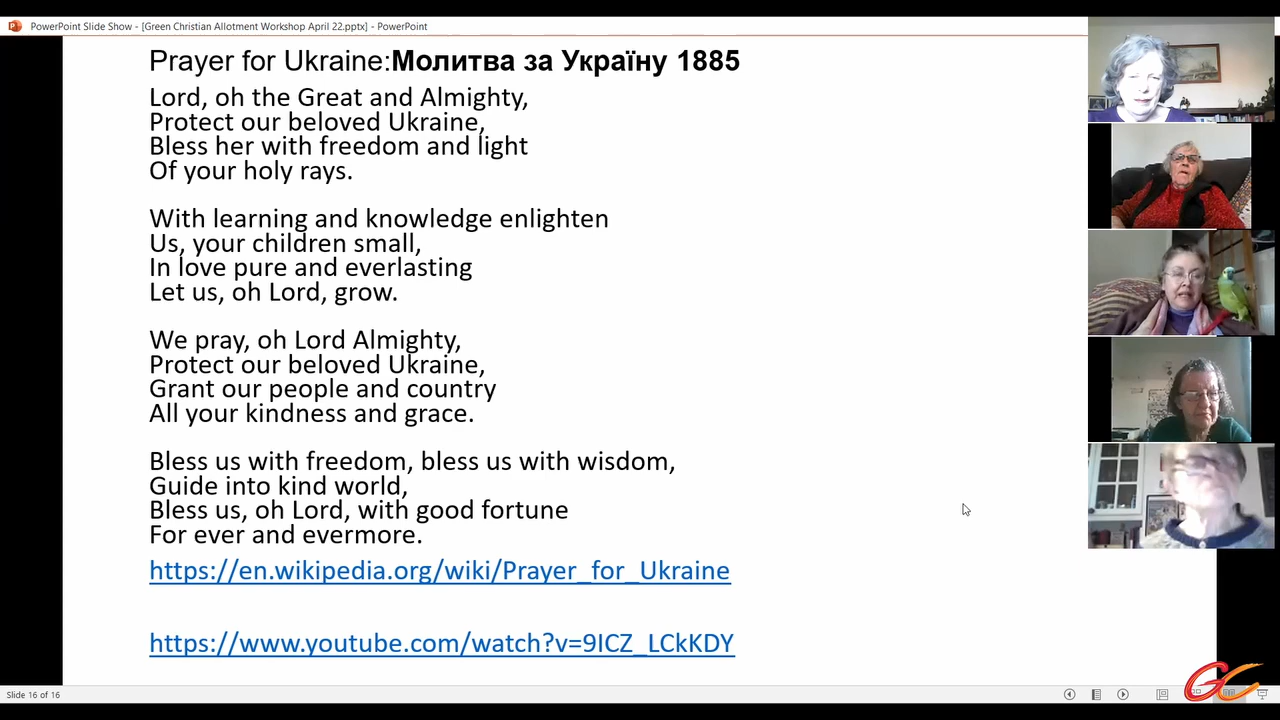 PowerPoint Slide Show - [Green Christian Allotment Workshop April 22.pptx] - PowerPoint
Prayer for Ukraine:Молитва за Україну 1885
Lord, oh the Great and Almighty,
Protect our beloved Ukraine,
Bless her with freedom and light
Of your holy rays.
With learning and knowledge enlighten
Us, your children small,
In love pure and everlasting
Let us, oh Lord, grow.
We pray, oh Lord Almighty,
Protect our beloved Ukraine,
Grant our people and country
All your kindness and grace.
Bless us with freedom, bless us with wisdom,
Guide into kind world,
Bless us, oh Lord, with good fortune
For ever and evermore.
https://en.wikipedia.org/wiki/Prayer_for_Ukraine
https://www.youtube.com/watch?v=9ICZ_LCkKDY
Slide 16 of 16
GC